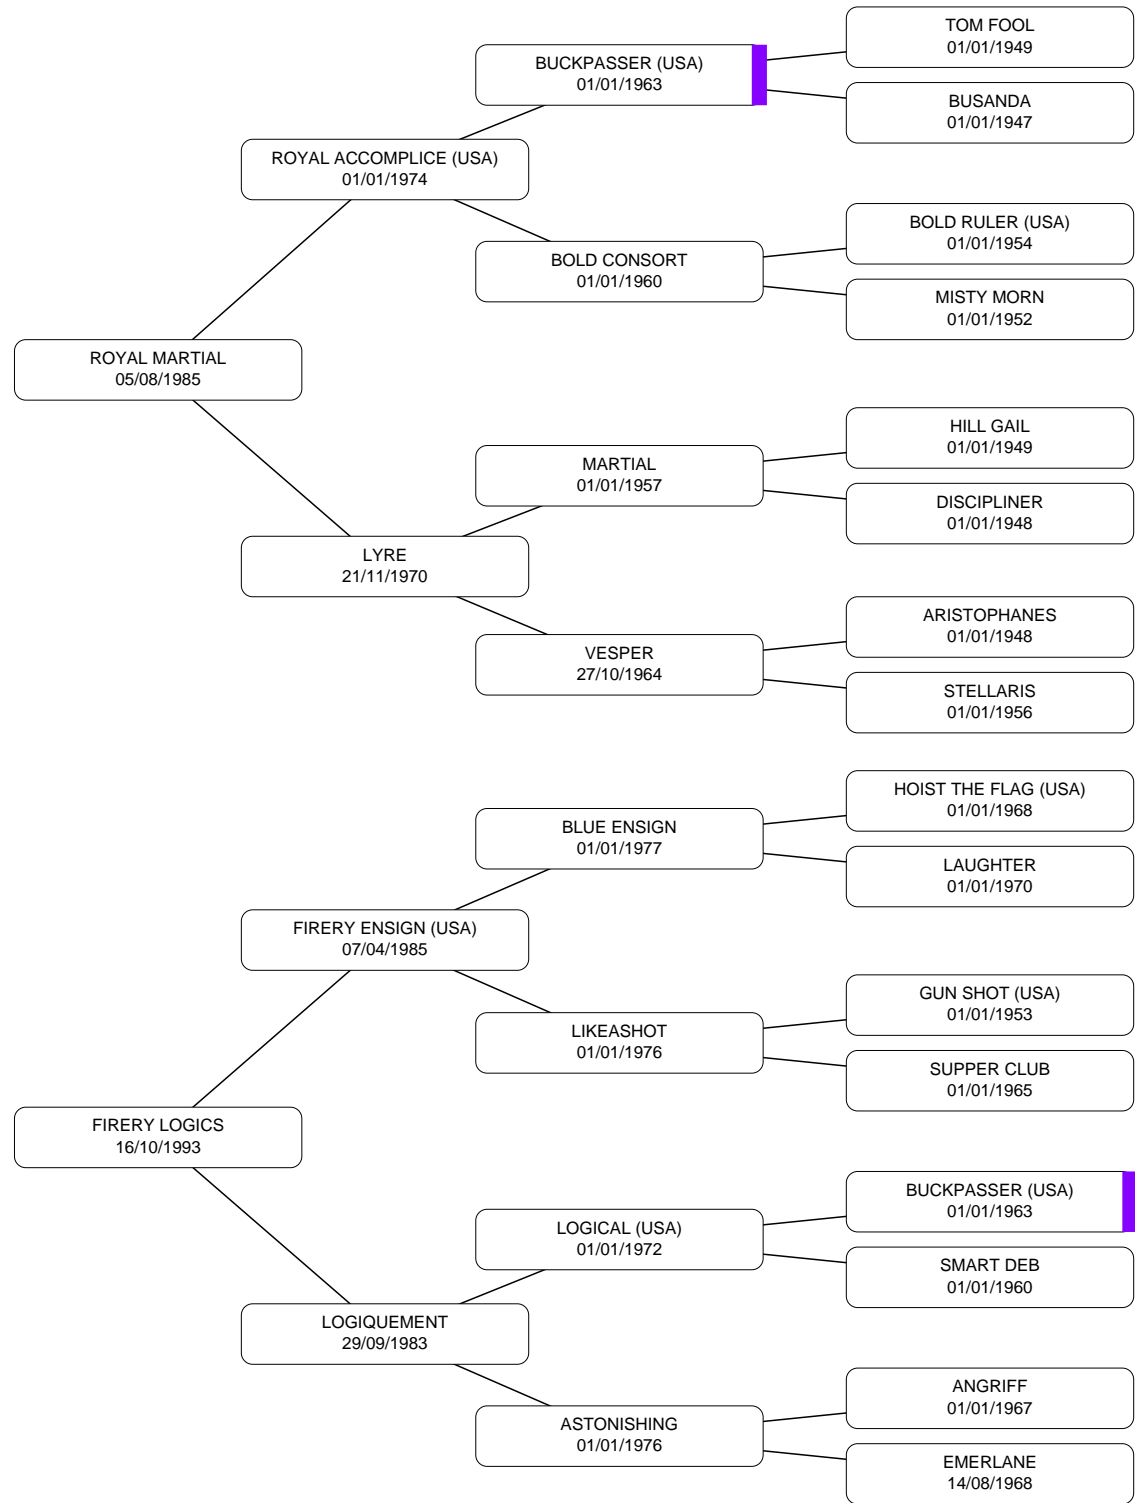 TOM FOOL
01/01/1949
BUCKPASSER (USA)
01/01/1963
BUSANDA
01/01/1947
ROYAL ACCOMPLICE (USA)
01/01/1974
BOLD RULER (USA)
01/01/1954
BOLD CONSORT
01/01/1960
MISTY MORN
01/01/1952
ROYAL MARTIAL
05/08/1985
HILL GAIL
01/01/1949
MARTIAL
01/01/1957
DISCIPLINER
01/01/1948
LYRE
21/11/1970
ARISTOPHANES
01/01/1948
VESPER
27/10/1964
STELLARIS
01/01/1956
HOIST THE FLAG (USA)
01/01/1968
BLUE ENSIGN
01/01/1977
LAUGHTER
01/01/1970
FIRERY ENSIGN (USA)
07/04/1985
GUN SHOT (USA)
01/01/1953
LIKEASHOT
01/01/1976
SUPPER CLUB
01/01/1965
FIRERY LOGICS
16/10/1993
BUCKPASSER (USA)
01/01/1963
LOGICAL (USA)
01/01/1972
SMART DEB
01/01/1960
LOGIQUEMENT
29/09/1983
ANGRIFF
01/01/1967
ASTONISHING
01/01/1976
EMERLANE
14/08/1968